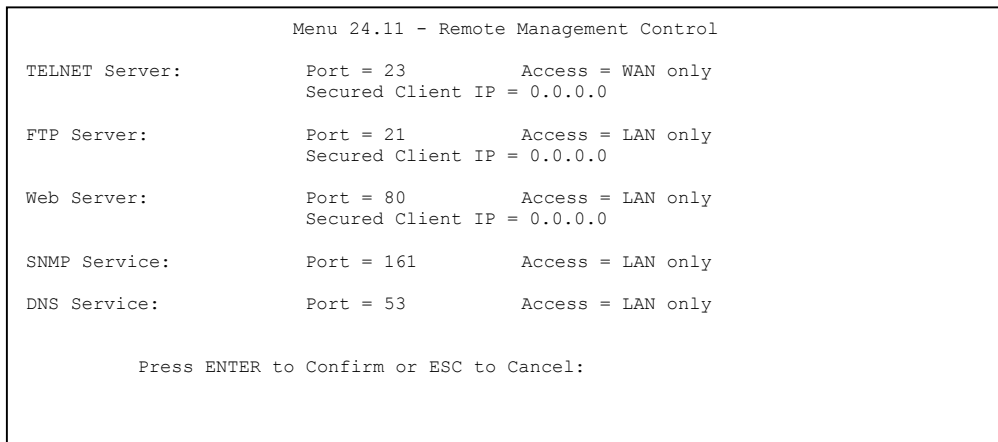 Menu 24.11 - Remote Management Control
TELNET Server: Port = 23 Access = WAN only
Secured Client IP = 0.0.0.0
FTP Server: Port = 21 Access = LAN only
Secured Client IP = 0.0.0.0
Web Server: Port = 80 Access = LAN only
Secured Client IP = 0.0.0.0
SNMP Service: Port = 161 Access = LAN only
DNS Service: Port = 53 Access = LAN only
Press ENTER to Confirm or ESC to Cancel: